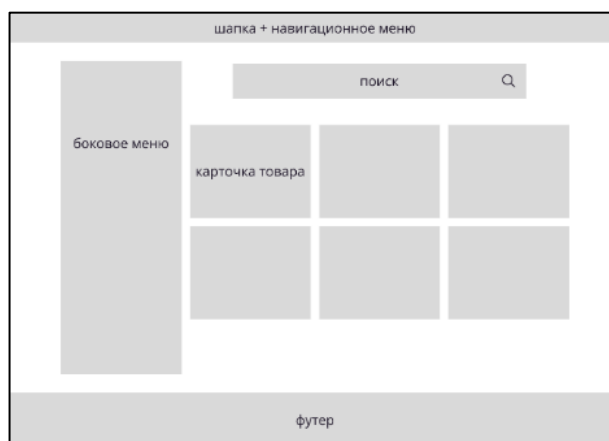 шапка + навигационное меню
поиск
боковое меню
карточка товара
футер